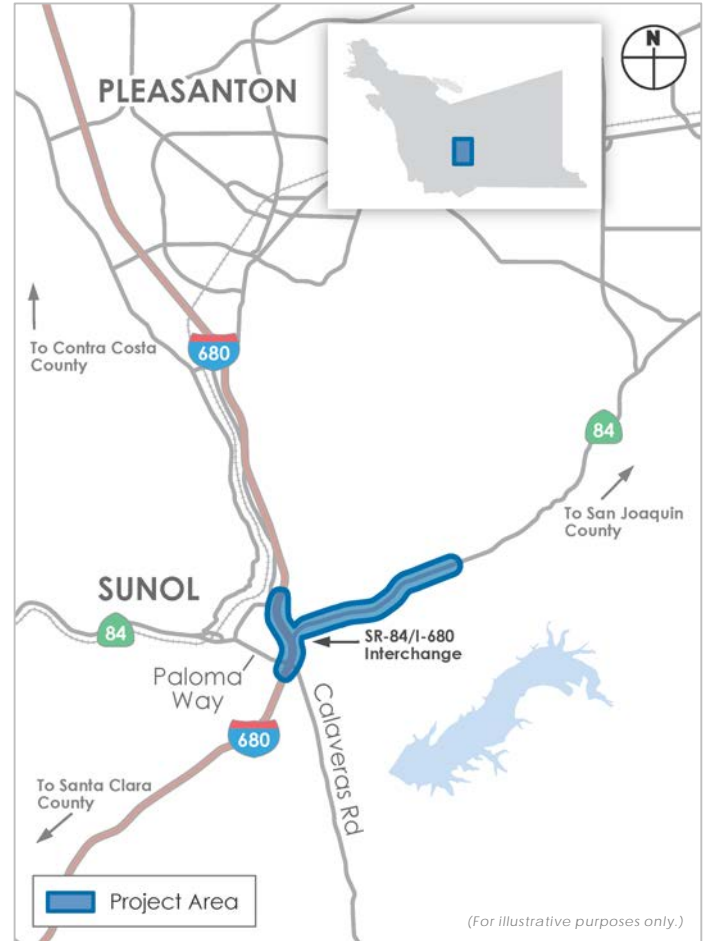 N
PLEASANTON
680
To Contra Costa
County
84
To San Joaquin
County
SUNOL
84
SR-84/I-680
Interchange
Paloma
Way
Calaveras Rd
680
To Santa Clara
County
Project Area
(For illustrative purposes only.)